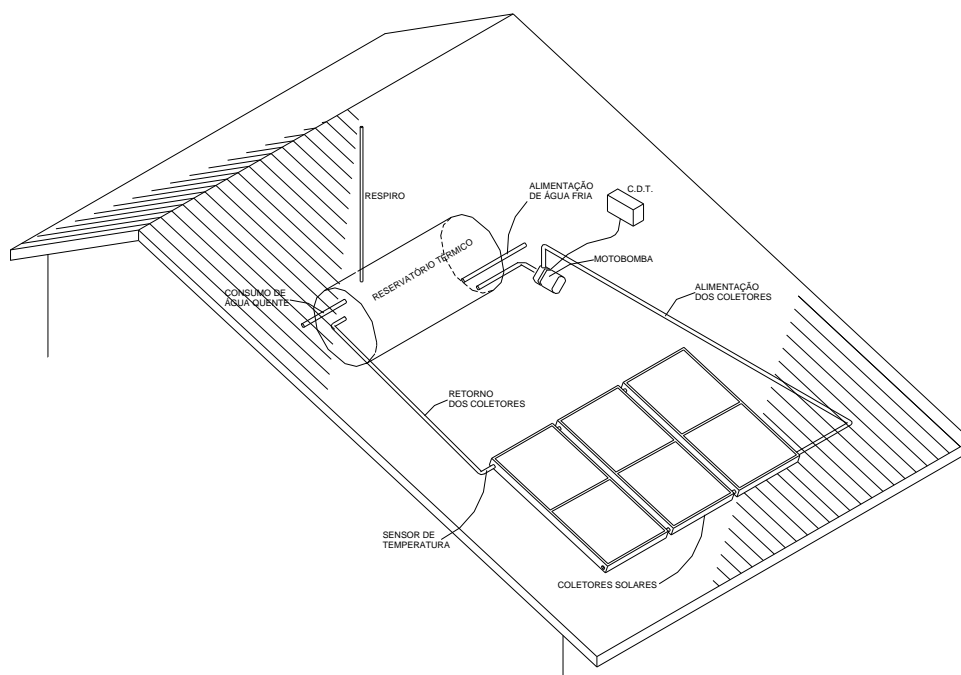 ALIMENTAÇÃO
DE ÁGUA FRIA
C.D.T.
RESPIRO
MOTOBOMBA
RESERVATÓRIO TÉRMICO
CONSUMO DE
ÁGUA QUENTE
ALIMENTAÇÃO
DOS COLETORES
RETORNO
DOS COLETORES
SENSOR DE
TEMPERATURA
COLETORES SOLARES